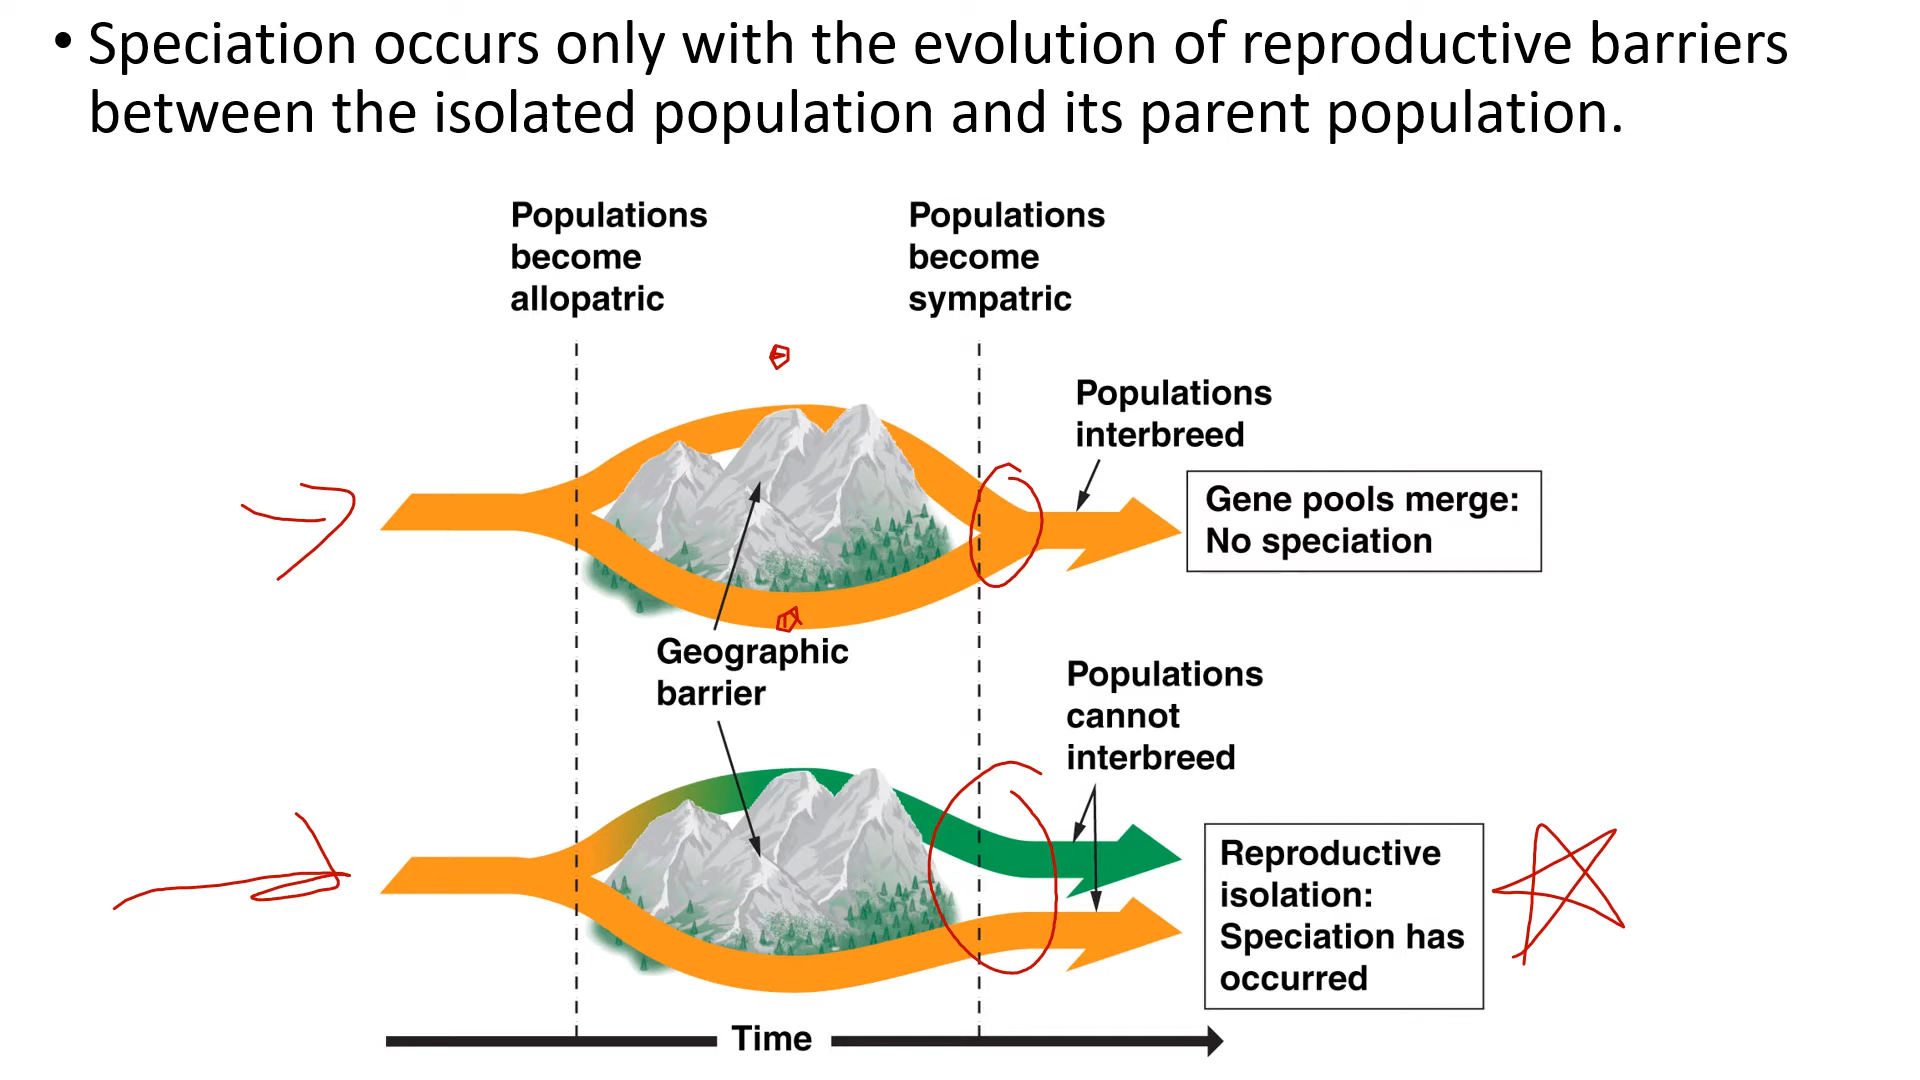 • Speciation occurs only with the evolution of reproductive barriers
between the isolated population and its parent population.
Populations
become
allopatric
Populations
become
sympatric
Populations
interbreed
Gene pools merge:
No speciation
Geographic
barrier
Populations
cannot
interbreed
Reproductive
isolation:
Speciation has
occurred
Time